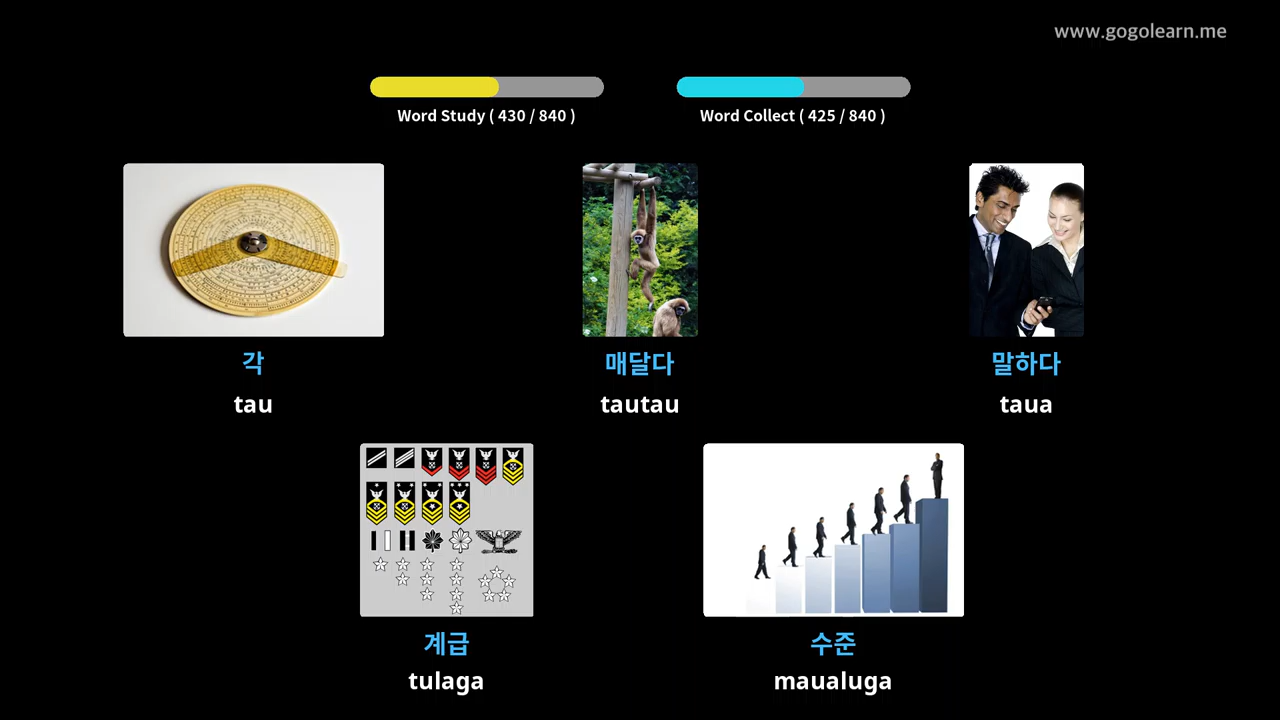 www.gogolearn.me
Word Study ( 430 / 840 )
Word Collect ( 425 / 840 )
각
tau
매달다
tautau
말하다
taua
계급
tulaga
수준
maualuga